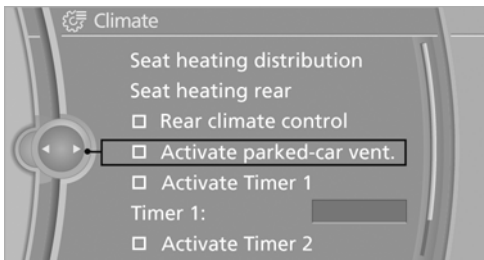 Climate
Seat heating distribution
Seat heating rear
Rear climate control
Activate parked-car vent.
Activate Timer 1
Timer 1:
Activate Timer 2